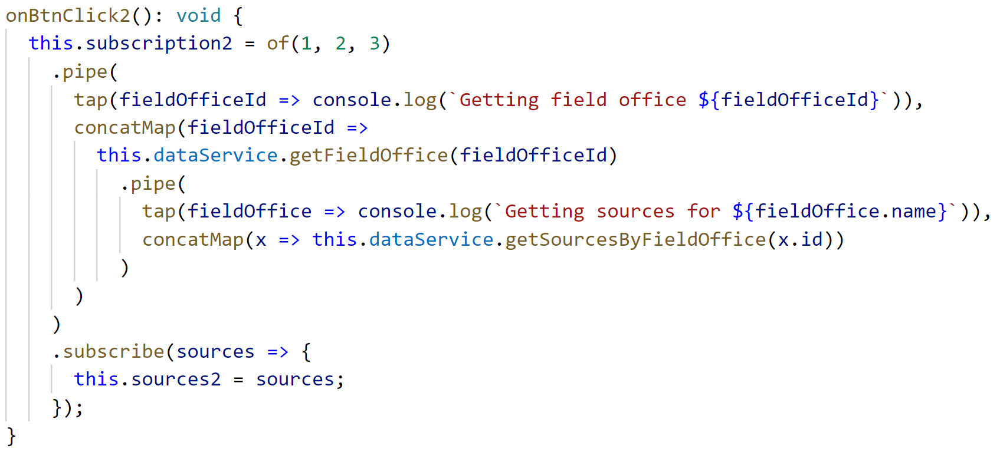 onBtnClick2(): void {
  this.subscription2 = of(1, 2, 3)
    .pipe(
      tap(fieldOfficeId => console.log(`Getting field office ${fieldOfficeId}`)),
      concatMap(fieldOfficeId =>
        this.dataService.getFieldOffice(fieldOfficeId)
          .pipe(
            tap(fieldOffice => console.log(`Getting sources for ${fieldOffice.name}`)),
            concatMap(x => this.dataService.getSourcesByFieldOffice(x.id))
          )
      )
    )
    .subscribe(sources => {
      this.sources2 = sources;
    });
}